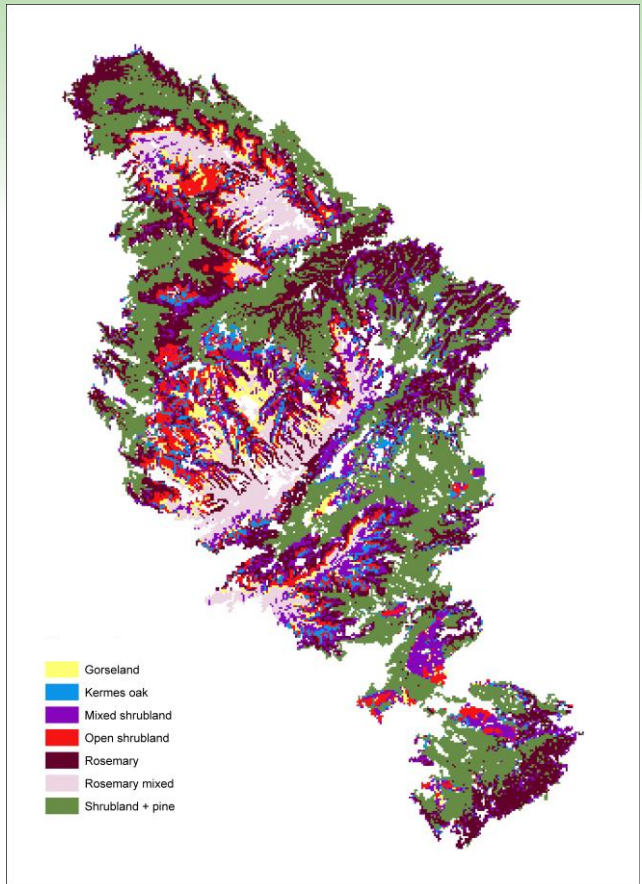 Gorseland
Kermes oak
Mixed shrubland
Open shrubland
Rosemary
Rosemary mixed
Shrubland + pine